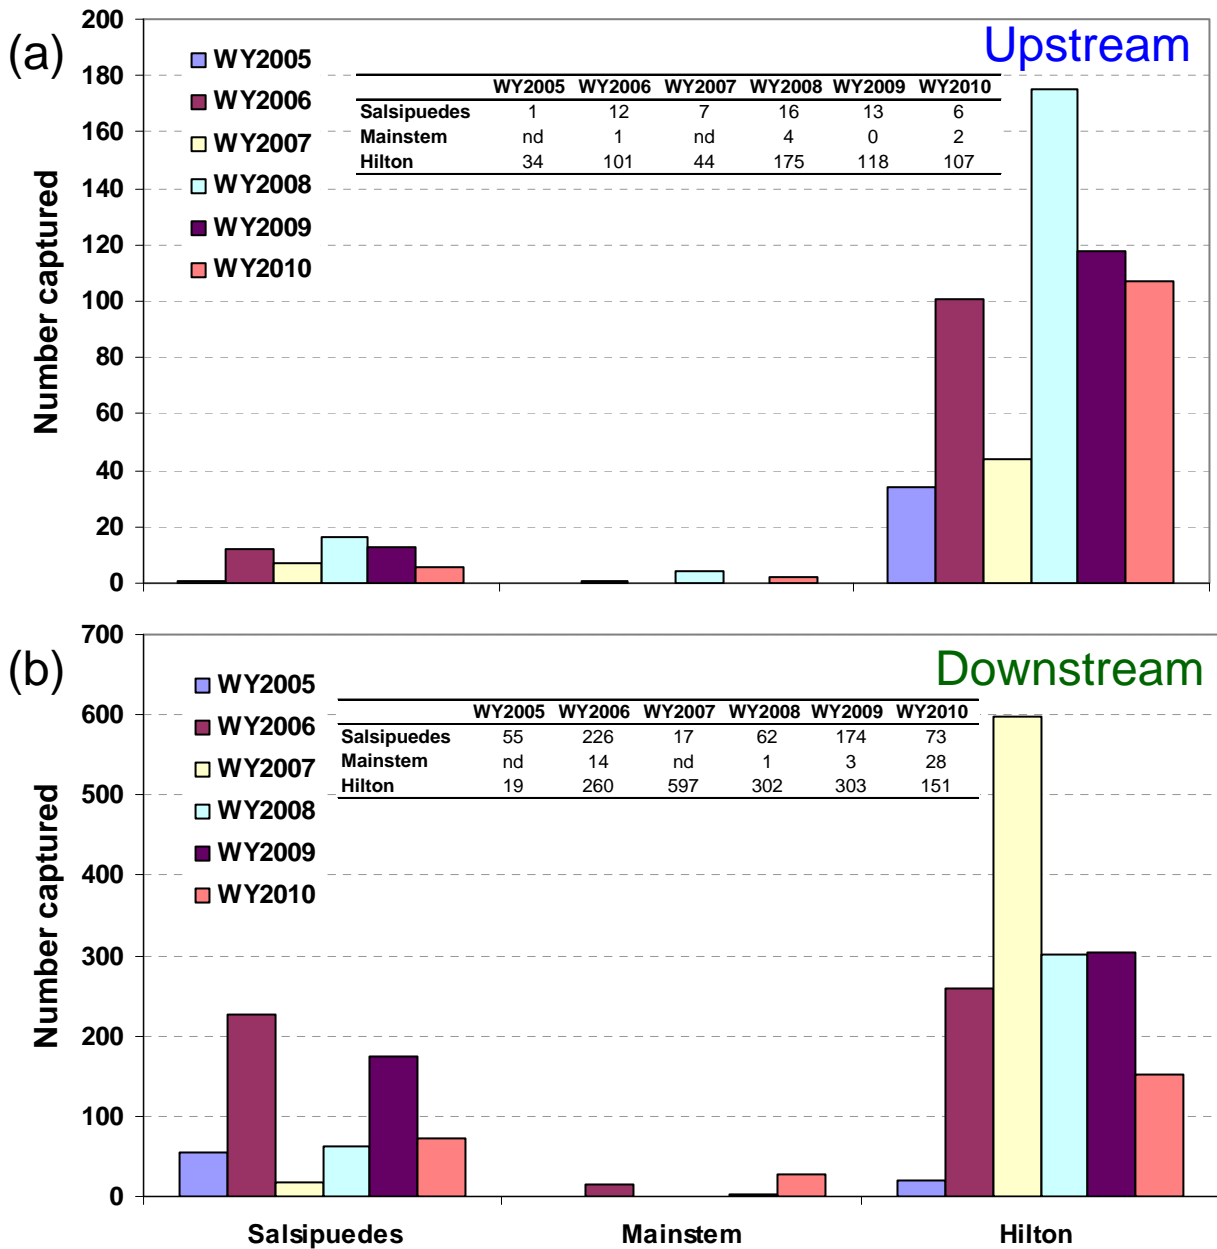 (a)
Upstream
Number captured
200
180
160
140
120
100
80
60
40
20
0
WY2005
WY2006
WY2007
WY2008
WY2009
WY2010
WY2005 WY2006 WY2007 WY2008 WY2009 WY2010
Salsipuedes 1 12 7 16 13 6
Mainstem nd 1 nd 4 0 2
Hilton 34 101 44 175 118 107
(b)
Downstream
Number captured
700
600
500
400
300
200
100
0
WY2005
WY2006
WY2007
WY2008
WY2009
WY2010
WY2005 WY2006 WY2007 WY2008 WY2009 WY2010
Salsipuedes 55 226 17 62 174 73
Mainstem nd 14 nd 1 3 28
Hilton 19 260 597 302 303 151
Salsipuedes Mainstem Hilton